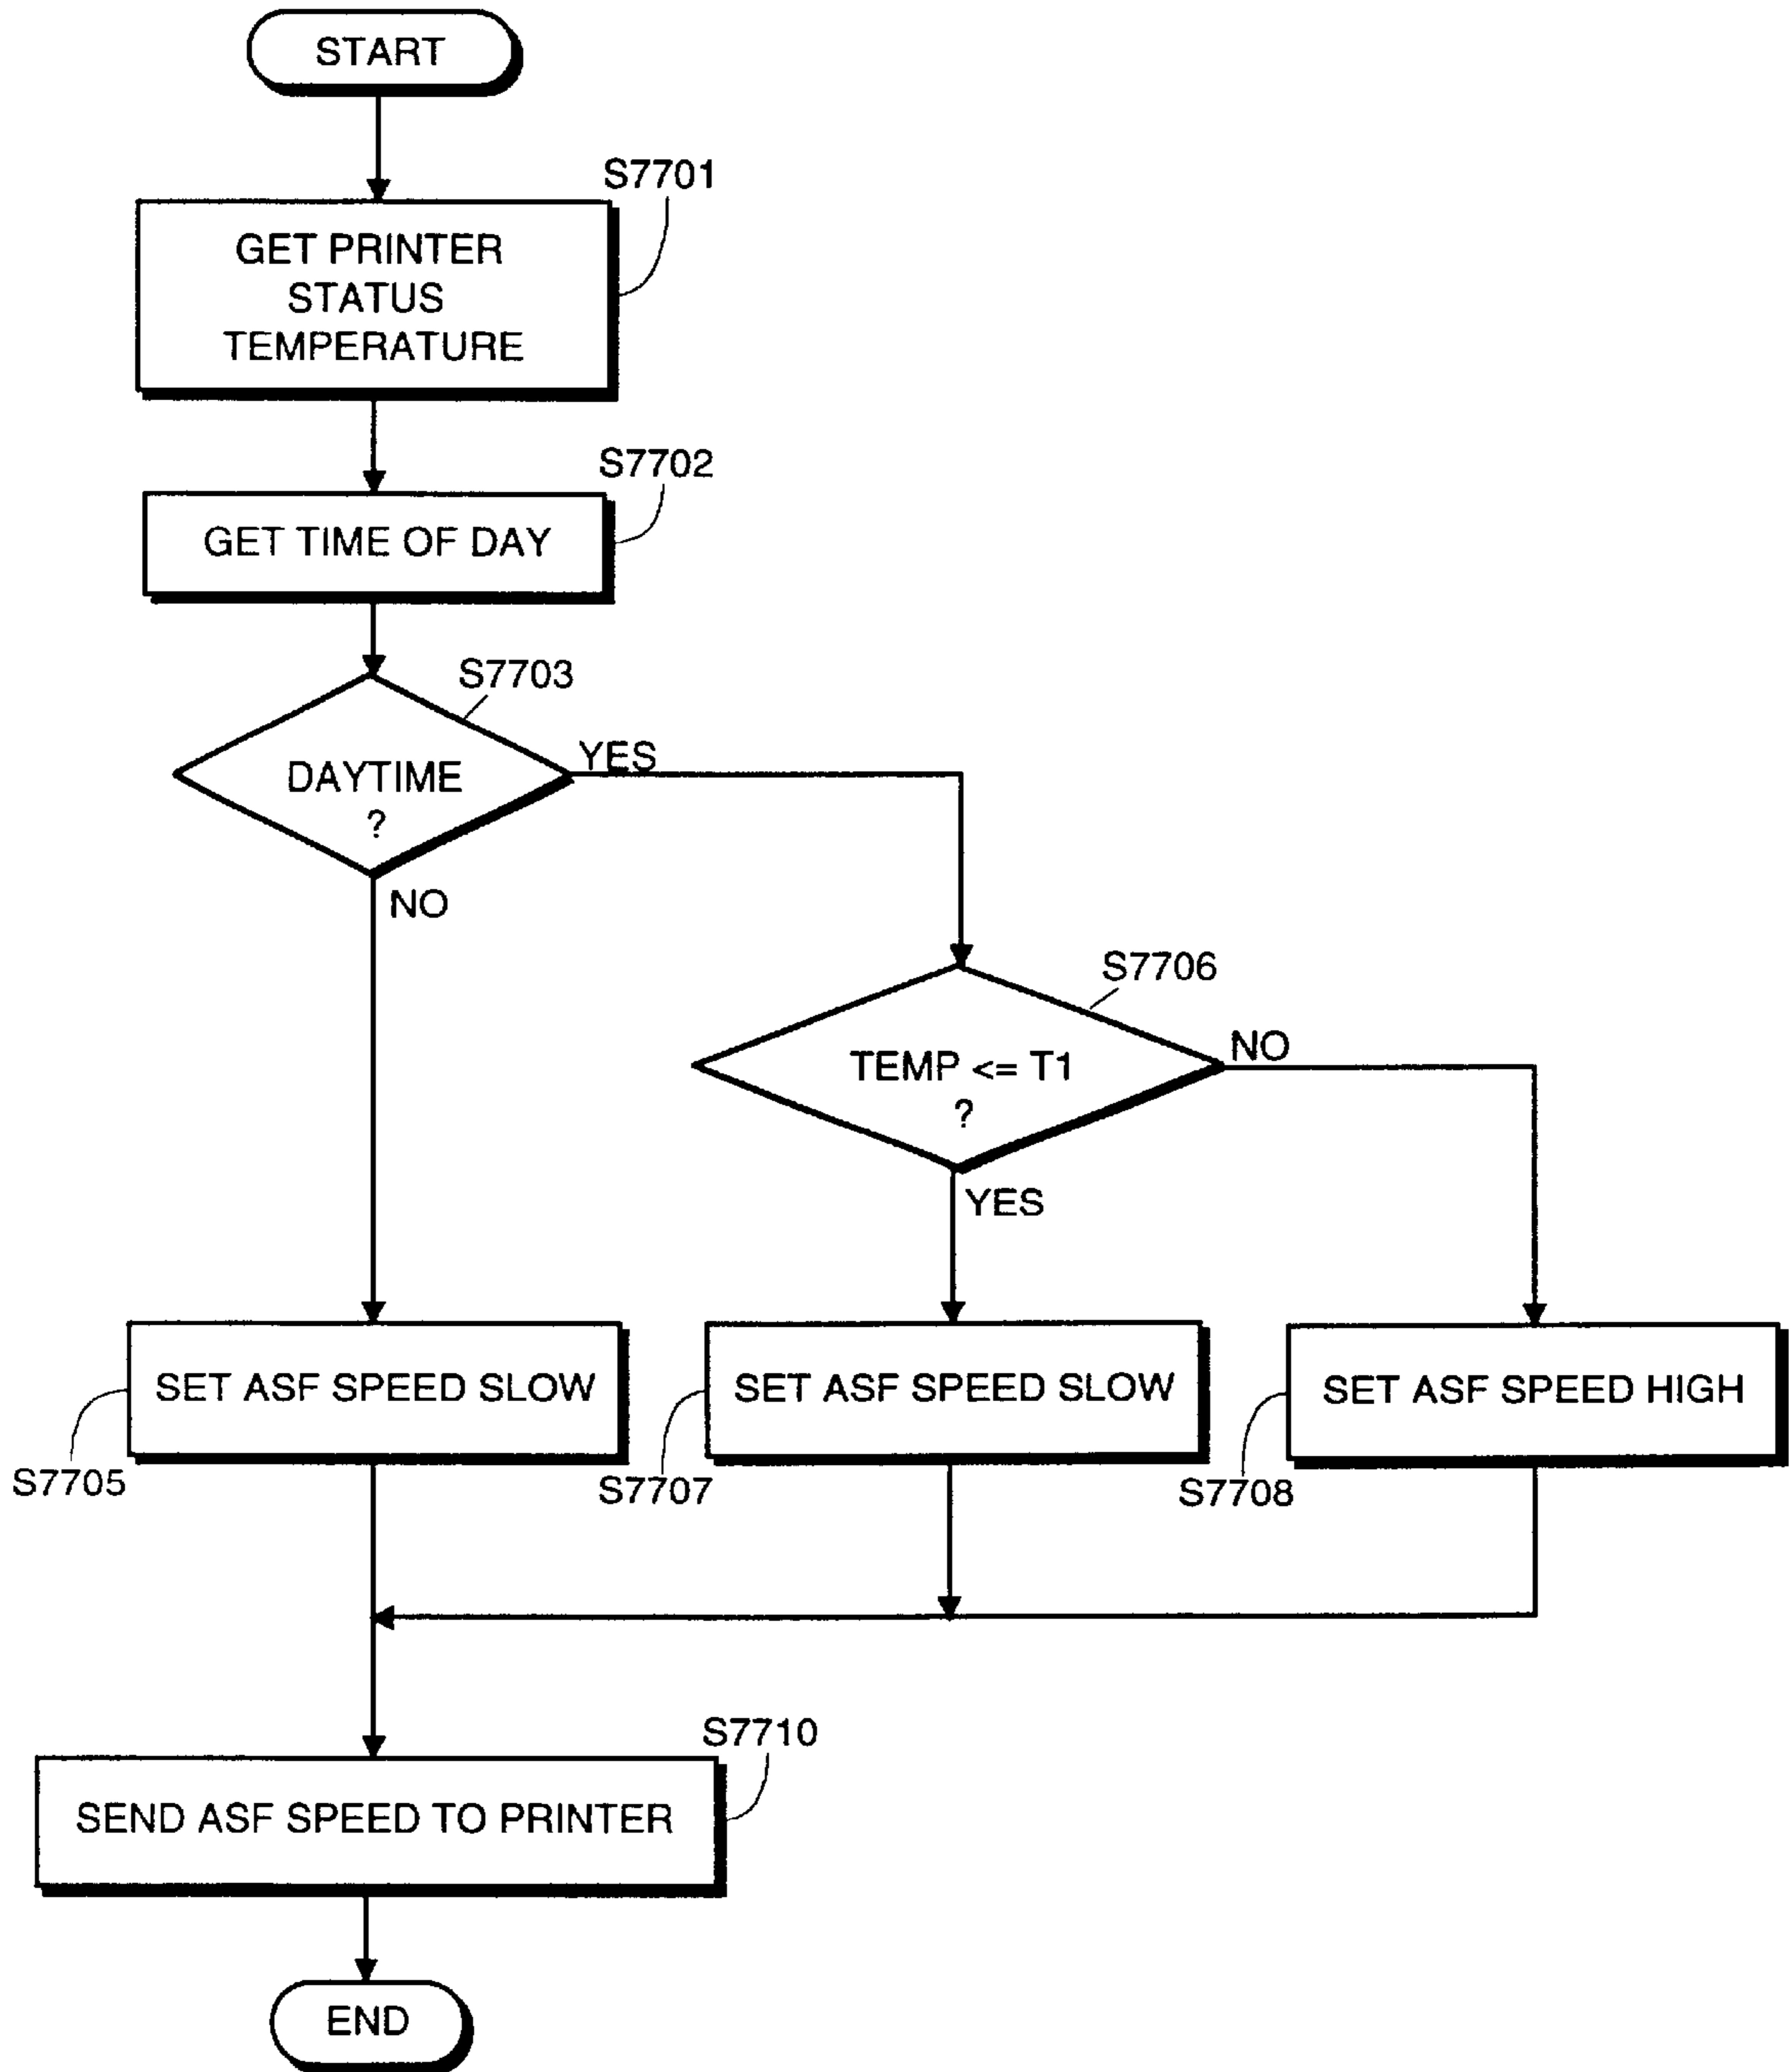 START
S7701
GET PRINTER
STATUS
TEMPERATURE
S7702
GET TIME OF DAY
S7703
DAYTIME
?
YES
NO
S7706
TEMP <= T1
?
NO
YES
SET ASF SPEED SLOW
SET ASF SPEED SLOW
SET ASF SPEED HIGH
S7705
S7707
S7708
S7710
SEND ASF SPEED TO PRINTER
END